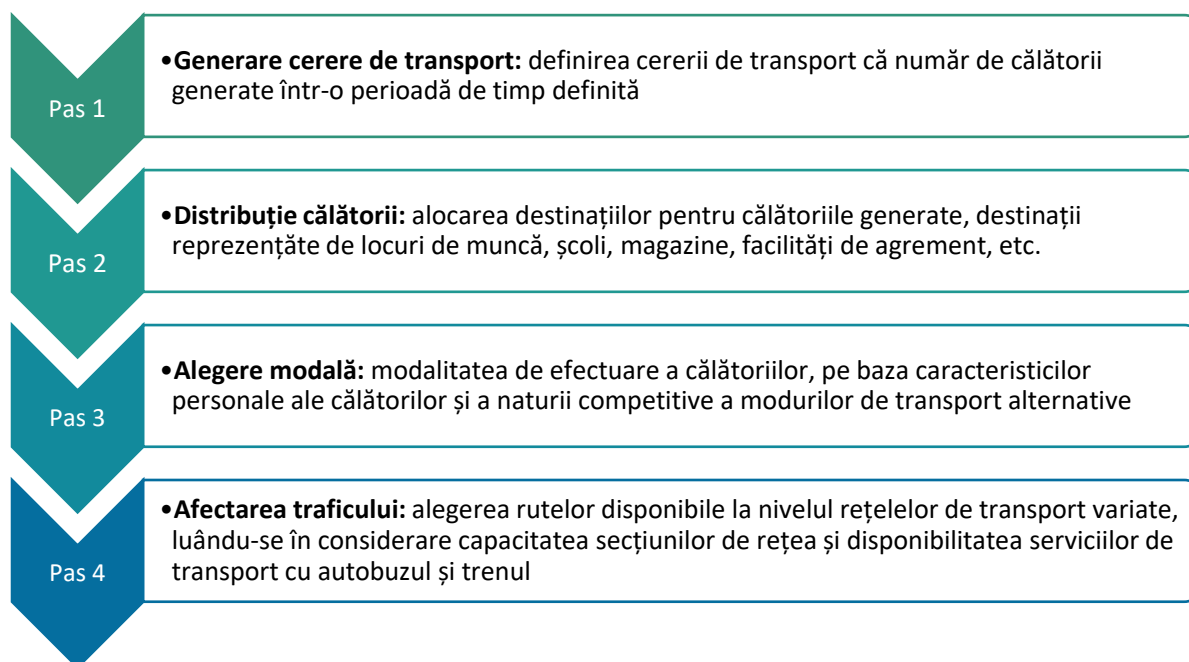 Pas 1
•Generare cerere de transport: definirea cererii de transport că număr de călătorii
generate într-o perioadă de timp definită
Pas 2
•Distribuție călătorii: alocarea destinațiilor pentru călătoriile generate, destinații
reprezențăte de locuri de muncă, școli, magazine, facilități de agrement, etc.
Pas 3
•Alegere modală: modalitatea de efectuare a călătoriilor, pe baza caracteristicilor
personale ale călătorilor și a naturii competitive a modurilor de transport alternative
Pas 4
•Afectarea traficului: alegerea rutelor disponibile la nivelul rețelelor de transport variate,
luându-se în considerare capacitatea secțiunilor de rețea și disponibilitatea serviciilor de
transport cu autobuzul și trenul